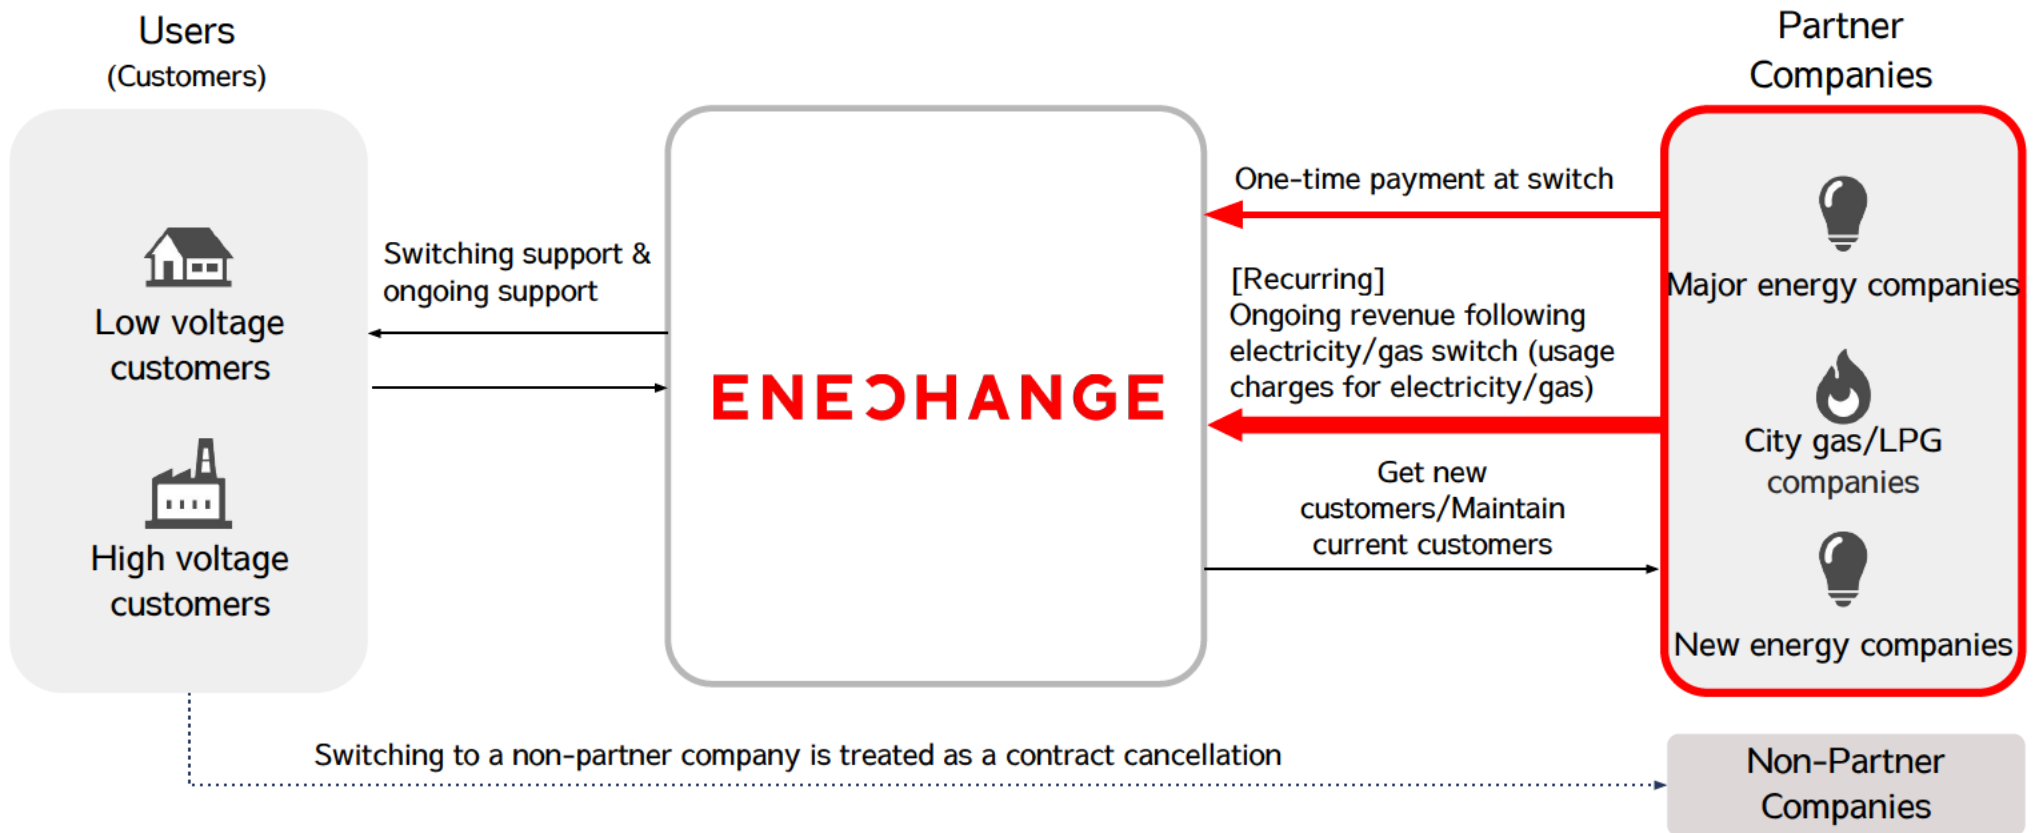 Users
(Customers)
Low voltage
customers
High voltage
customers
Switching support &
ongoing support
ENECHANGE
One-time payment at switch
[Recurring]
Ongoing revenue following
electricity/gas switch (usage
charges for electricity/gas)
Get new
customers/Maintain
current customers
Partner
Companies
Major energy companies
City gas/LPG
companies
New energy companies
Switching to a non-partner company is treated as a contract cancellation
Non-Partner
Companies